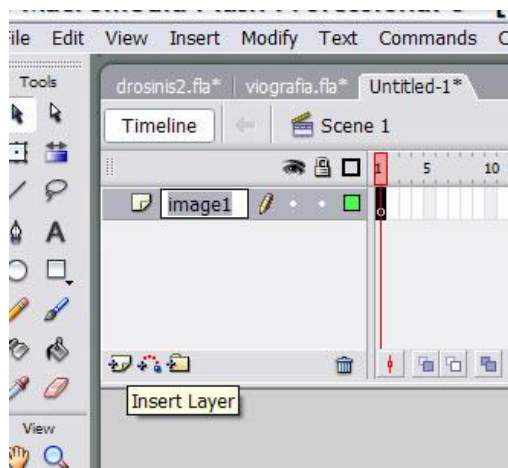 File Edit View Insert Modify Text Commands
Tools
drosinis2.fla* viografia.fla* Untitled-1*
Timeline Scene 1
1 5 10
image1
A
Insert Layer
View